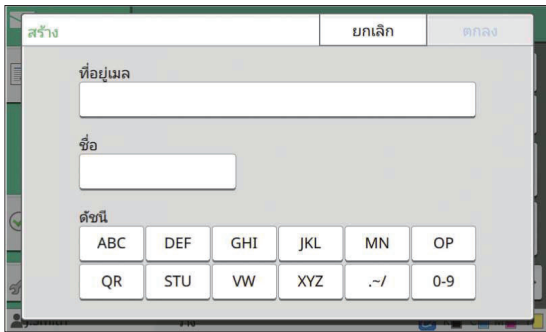 สร้าง ยกเลิก ตกลง
ที่อยู่เมล
ชื่อ
ดัชนี
ABC DEF GHI JKL MN OP
QR STU VW XYZ .~/ 0-9